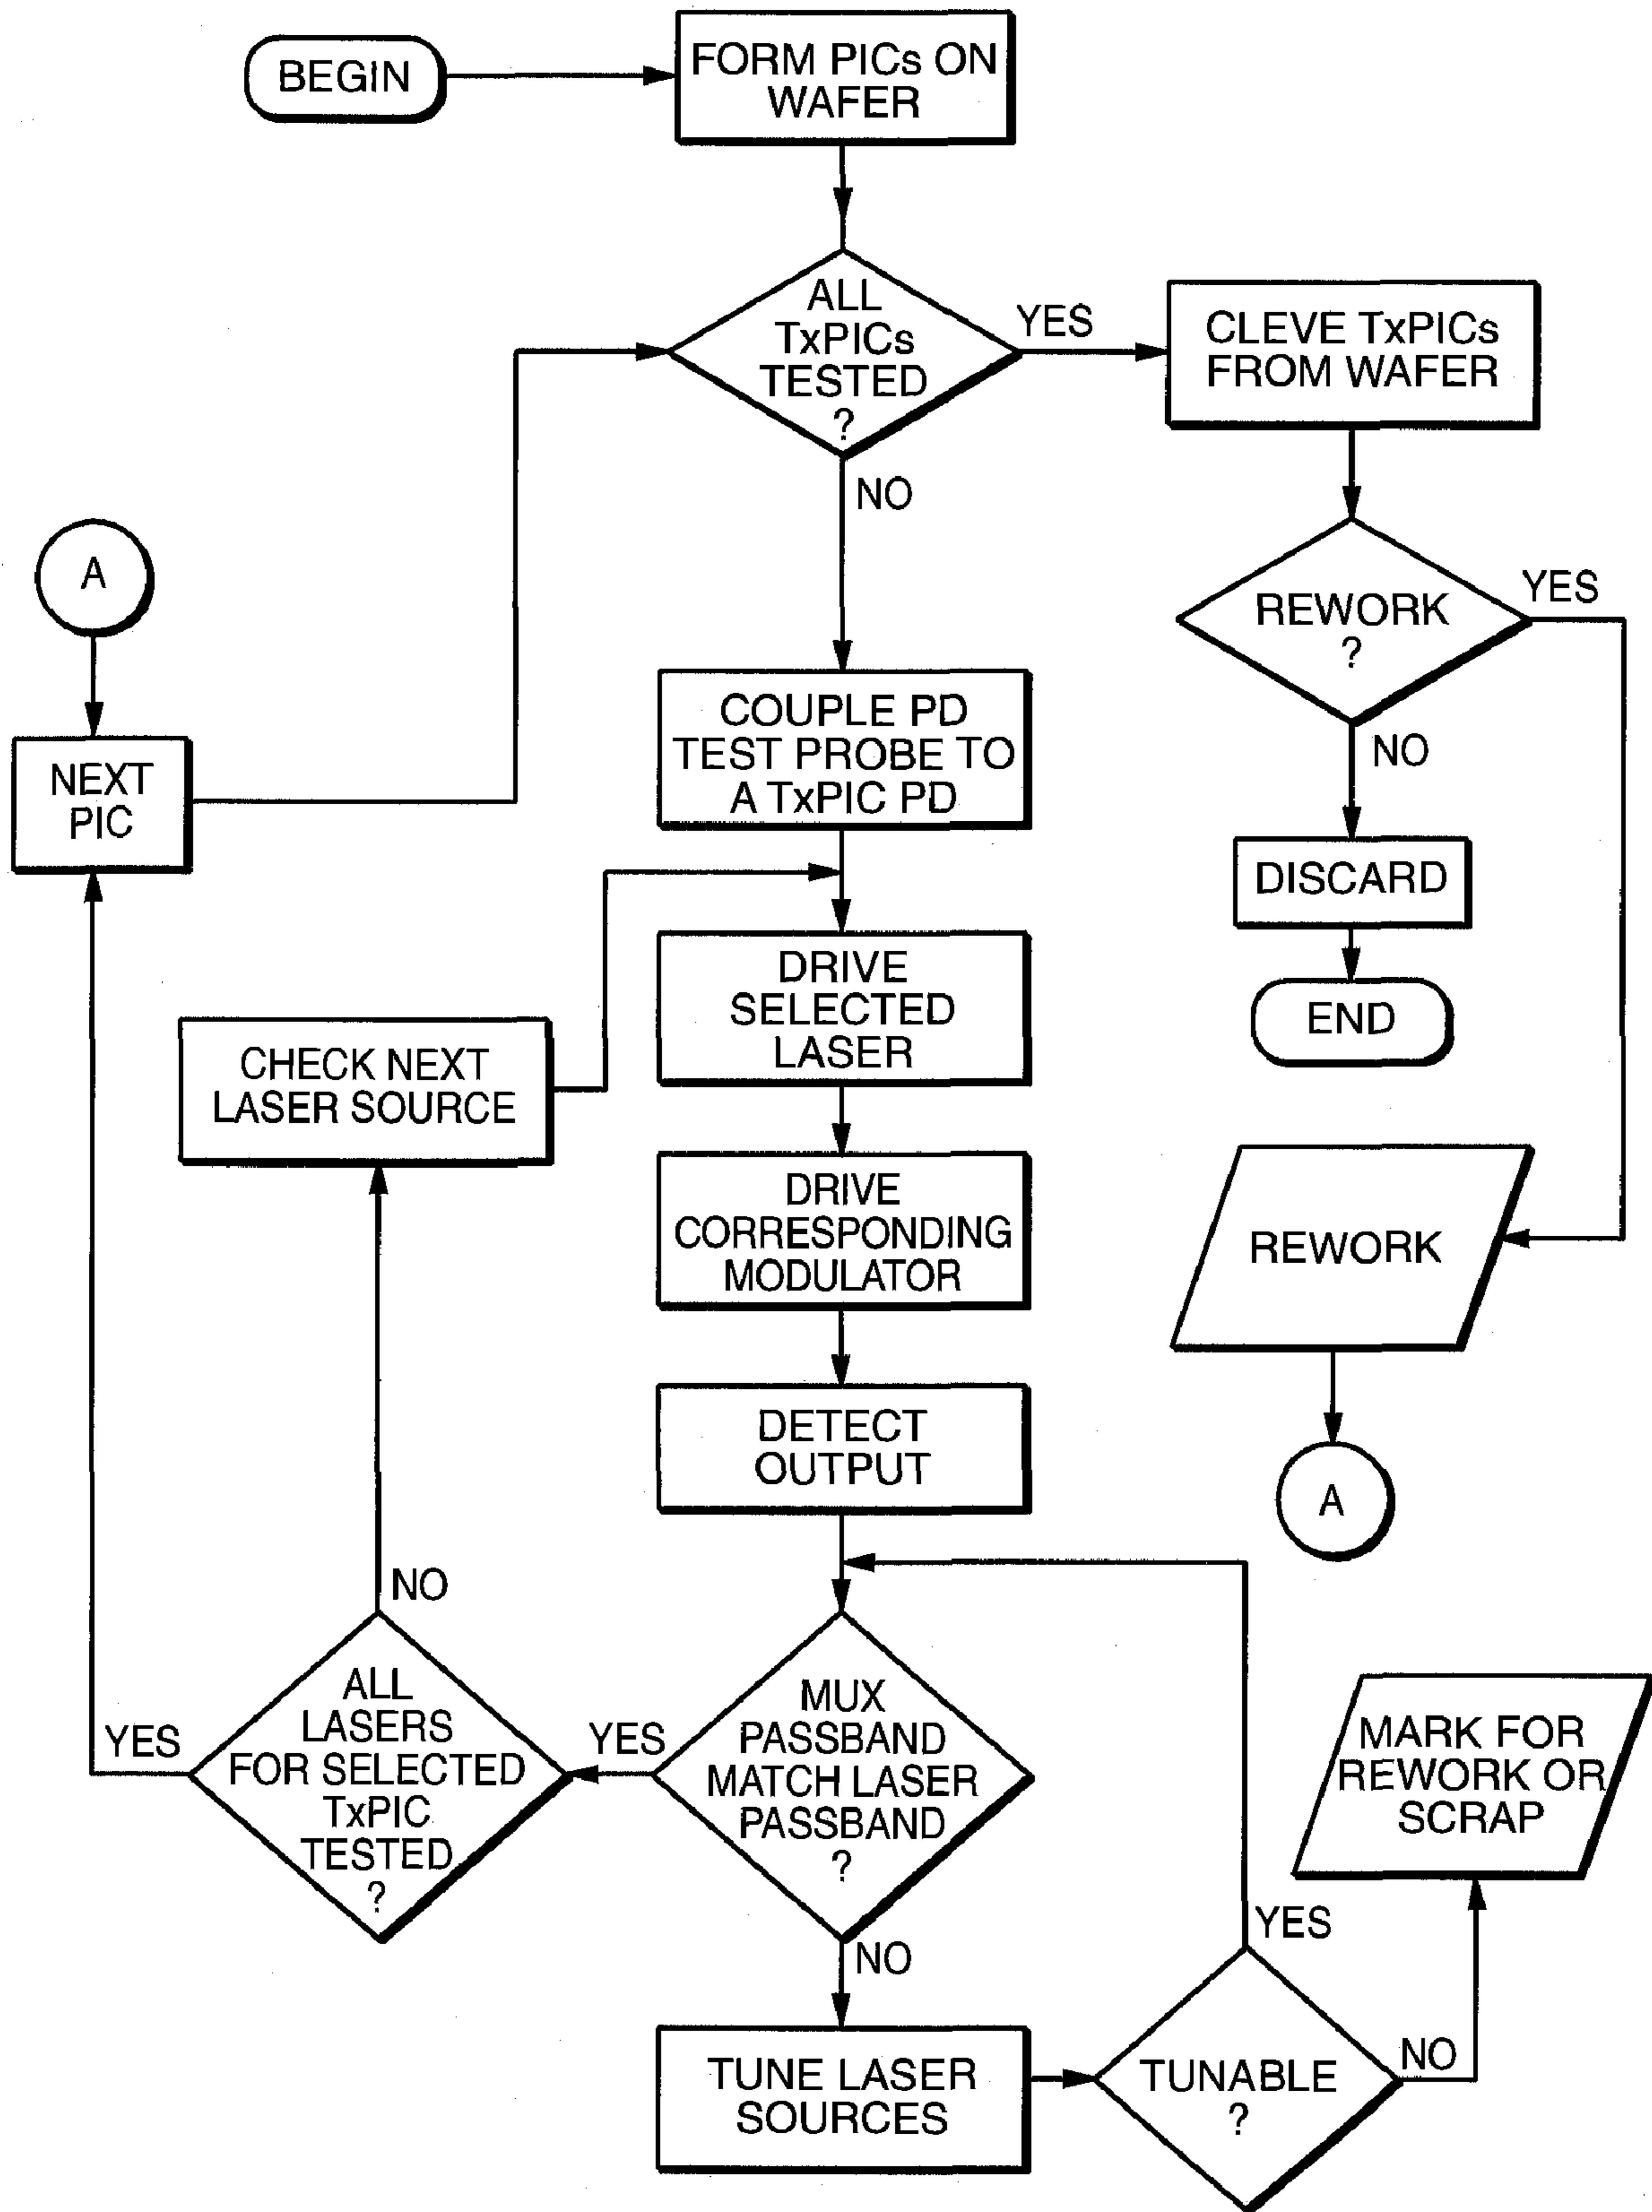 BEGIN
FORM PICs ON
WAFER
ALL
TxPICs
TESTED
?
YES
CLEVE TxPICs
FROM WAFER
NO
A
REWORK
?
YES
NEXT
PIC
COUPLE PD
TEST PROBE TO
A TxPIC PD
NO
DISCARD
DRIVE
SELECTED
LASER
END
CHECK NEXT
LASER SOURCE
DRIVE
CORRESPONDING
MODULATOR
REWORK
DETECT
OUTPUT
A
NO
ALL
LASERS
FOR SELECTED
TxPIC
TESTED
?
YES
YES
MUX
PASSBAND
MATCH LASER
PASSBAND
?
MARK FOR
REWORK OR
SCRAP
NO
YES
TUNE LASER
SOURCES
TUNABLE
?
NO